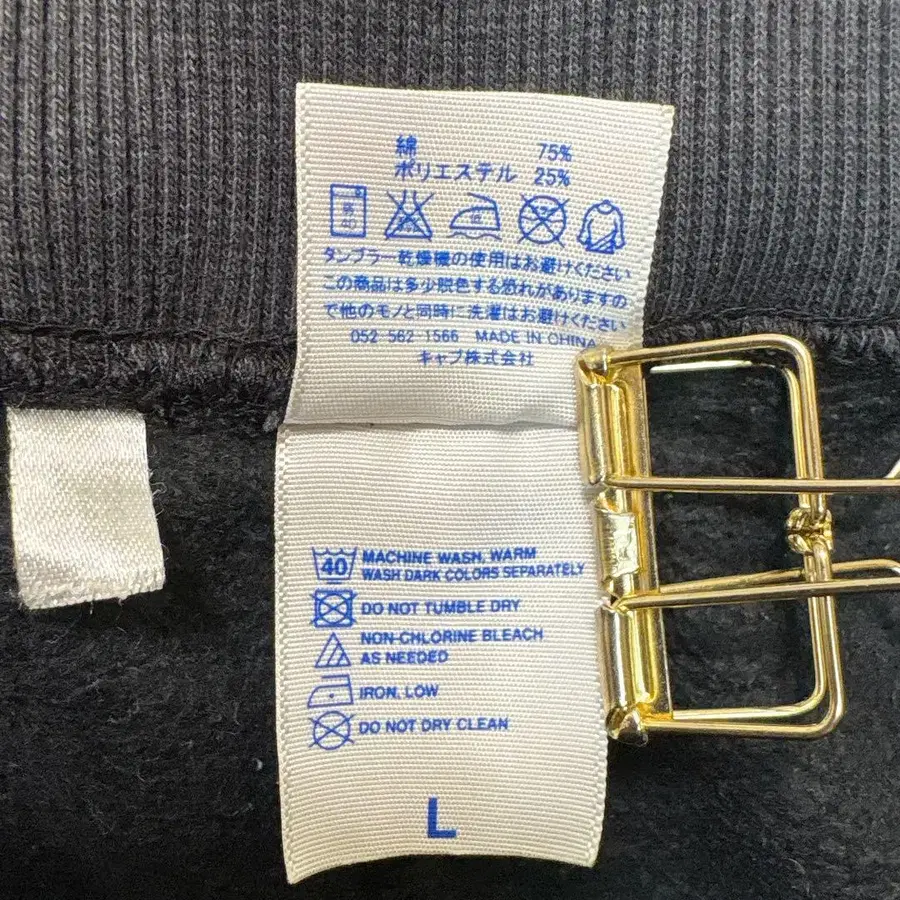 綿 75%
ポリエステル 25%
タンブラー乾燥機の使用はお避けください
この商品は多少脱色する恐れがありますの
で他のモノと同時に洗濯はお避けください
052 562 1566 MADE IN CHINA
キャブ株式会社
40 MACHINE WASH, WARM
WASH DARK COLORS SEPARATELY
DO NOT TUMBLE DRY
NON-CHLORINE BLEACH
AS NEEDED
IRON, LOW
DO NOT DRY CLEAN
L